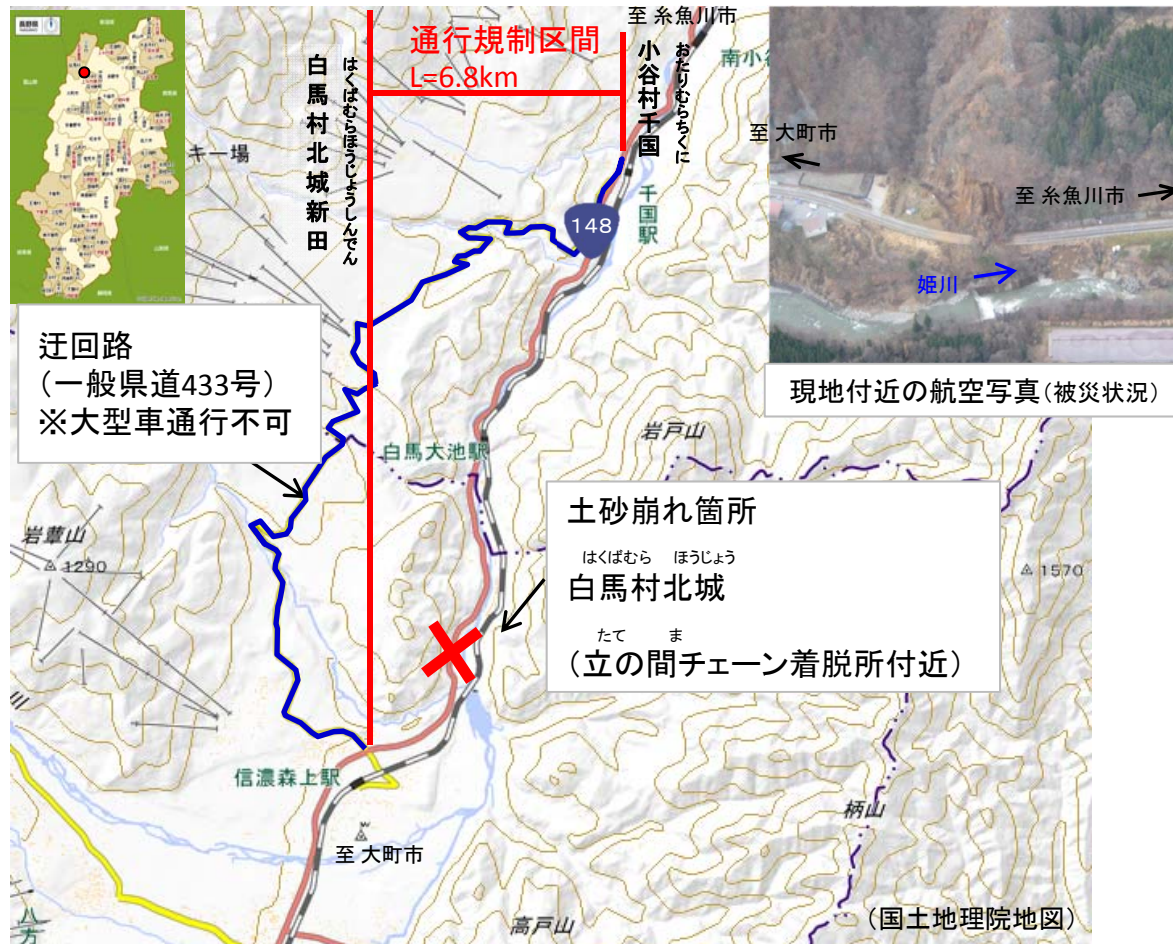 長野県
至 糸魚川市
通行規制区間
L=6.8km
はくばむらほうじょうしんでん
白馬村北城新田
おたりむらちくに
小谷村千国
南小
キー場
千国駅
148
至 大町市
至 糸魚川市
姫川
現地付近の航空写真(被災状況)
迂回路
(一般県道433号)
※大型車通行不可
白馬大池駅
岩戸山
土砂崩れ箇所
はくばむら ほうじょう
白馬村北城
たて ま
(立の間チェーン着脱所付近)
岩蕈山
1290
1570
信濃森上駅
至 大町市
柄山
高戸山
八方
(国土地理院地図)